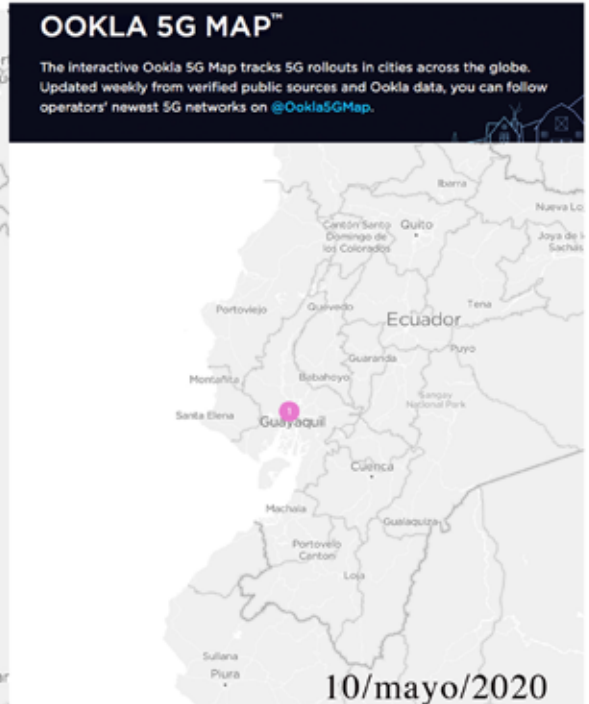 OOKLA 5G MAP™
The interactive Ookla 5G Map tracks 5G rollouts in cities across the globe.
Updated weekly from verified public sources and Ookla data, you can follow
operators' newest 5G networks on @Ookla5GMap.
Ibarra
Nueva Lo
Cantón Santo
Domingo de
los Colorados
Quito
Joya de l
Sachas
Portoviejo
Quevedo
Tena
Ecuador
Guaranda
Puyo
Montañita
Babahoyo
Sangay
National Park
Santa Elena
1
Guayaquil
Cuenca
Machala
Gualaquiza
Portovelo
Canton
Loja
Sullana
Piura
10/mayo/2020